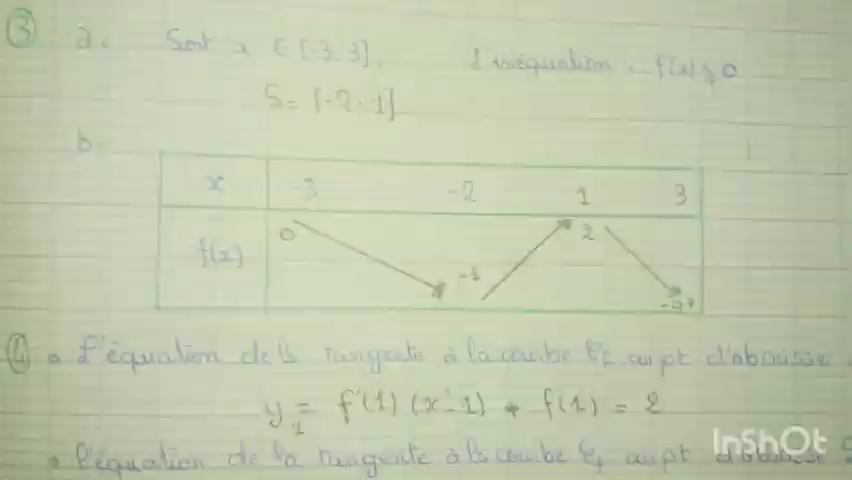 ③ a. Soit x ∈ [-3, 3], l'inéquation : f(x) ⩾ 0
S = [-2, 1]
b.
x -3 -2 1 3
f(x) 0 -1 2
④ • L'équation de la tangente à la courbe Cf au pt d'abscisse
y = f'(1) (x - 1) + f(1) = 2
• l'équation de la tangente à la courbe Cf au pt d'abscisse
InShOt